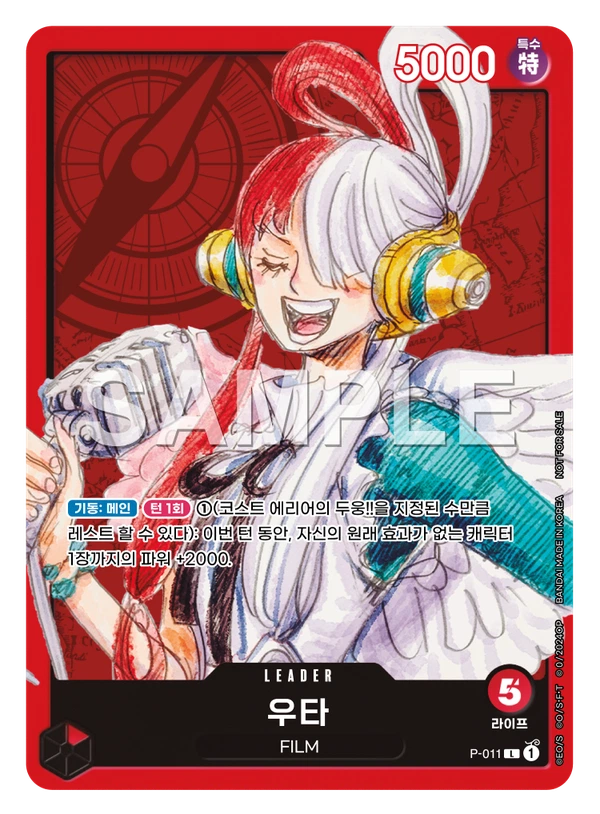 5000
특수
特
SAMPLE
기동: 메인 턴 1회 ①(코스트 에리어의 두웅!!을 지정된 수만큼
레스트 할 수 있다): 이번 턴 동안, 자신의 원래 효과가 없는 캐릭터
1장까지의 파워 +2000.
LEADER
우타
FILM
5
라이프
P-011 L 1
©EO/S ©O/S·F·T ©O/2024OP BANDAI MADE IN KOREA NOT FOR SALE